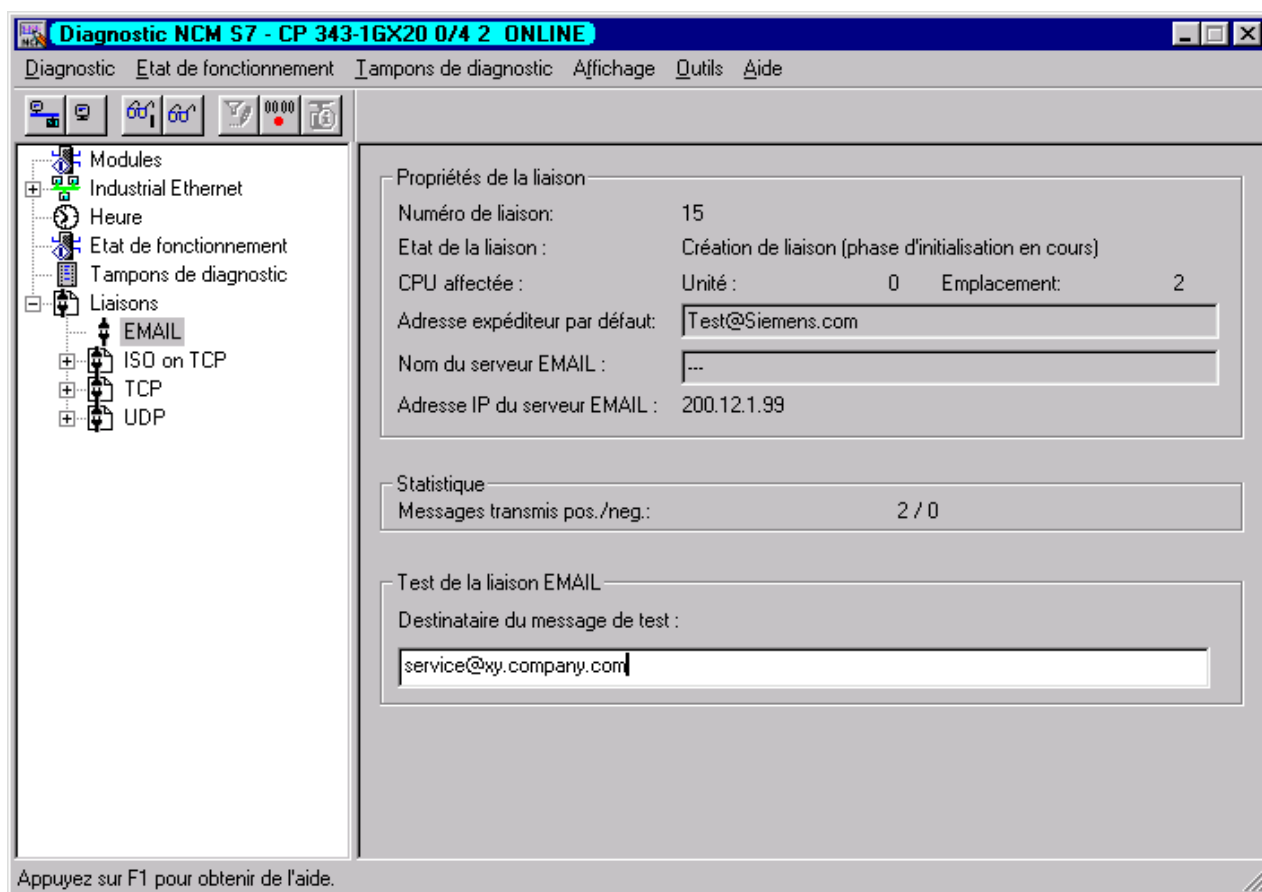 Diagnostic NCM S7 - CP 343-1GX20 0/4 2 ONLINE
Diagnostic Etat de fonctionnement Tampons de diagnostic Affichage Outils Aide
Modules
Industrial Ethernet
Heure
Etat de fonctionnement
Tampons de diagnostic
Liaisons
EMAIL
ISO on TCP
TCP
UDP
Propriétés de la liaison
Numéro de liaison: 15
Etat de la liaison : Création de liaison (phase d'initialisation en cours)
CPU affectée : Unité : 0 Emplacement: 2
Adresse expéditeur par défaut: Test@Siemens.com
Nom du serveur EMAIL : ---
Adresse IP du serveur EMAIL : 200.12.1.99
Statistique
Messages transmis pos./neg.: 2 / 0
Test de la liaison EMAIL
Destinataire du message de test :
service@xy.company.com
Appuyez sur F1 pour obtenir de l'aide.